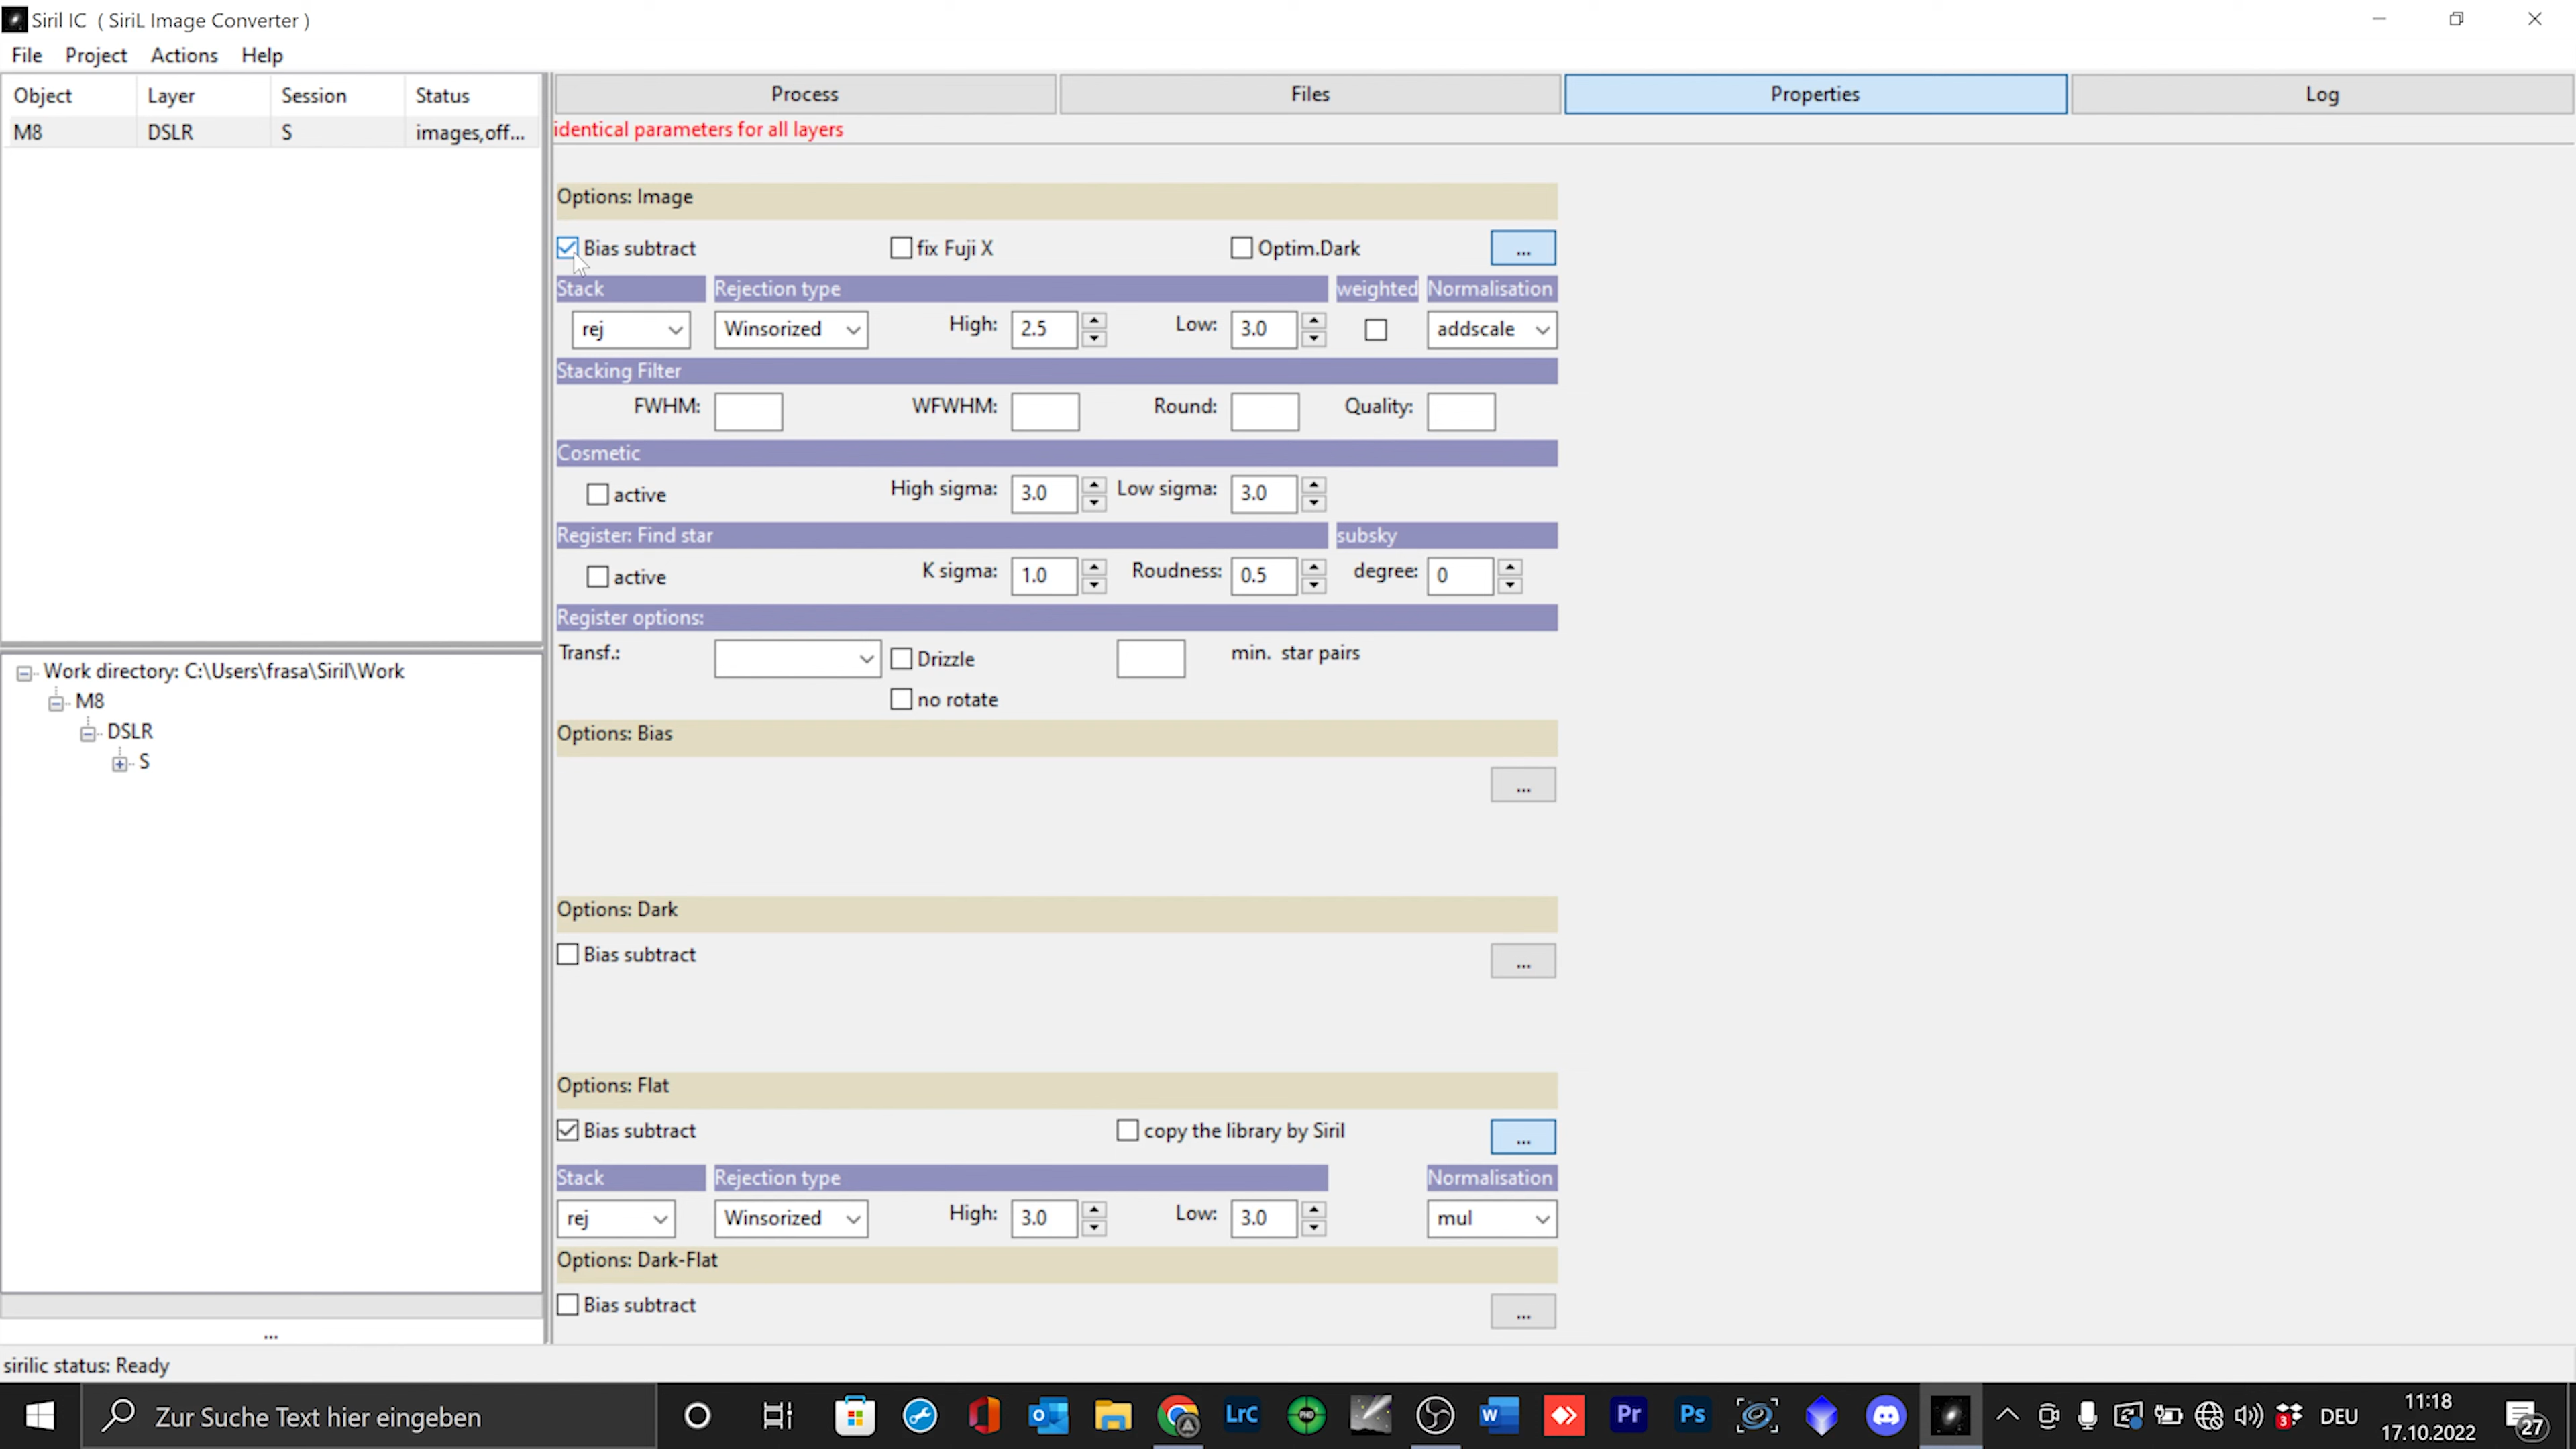 Siril IC ( SiriL Image Converter )
File Project Actions Help
Object Layer Session Status
M8 DSLR S images,off...
Process Files Properties Log
identical parameters for all layers
Options: Image
Bias subtract fix Fuji X Optim.Dark ...
Stack Rejection type weighted Normalisation
rej Winsorized High: 2.5 Low: 3.0 addscale
Stacking Filter
FWHM: WFWHM: Round: Quality:
Cosmetic
active High sigma: 3.0 Low sigma: 3.0
Register: Find star subsky
active K sigma: 1.0 Roudness: 0.5 degree: 0
Register options:
Transf.: Drizzle min. star pairs
no rotate
Options: Bias
...
Options: Dark
Bias subtract ...
Options: Flat
Bias subtract copy the library by Siril ...
Stack Rejection type Normalisation
rej Winsorized High: 3.0 Low: 3.0 mul
Options: Dark-Flat
Bias subtract ...
Work directory: C:\Users\frasa\Siril\Work
M8
DSLR
S
...
sirilic status: Ready
Zur Suche Text hier eingeben
LrC PHD W Pr Ps 3 DEU
11:18
17.10.2022
27